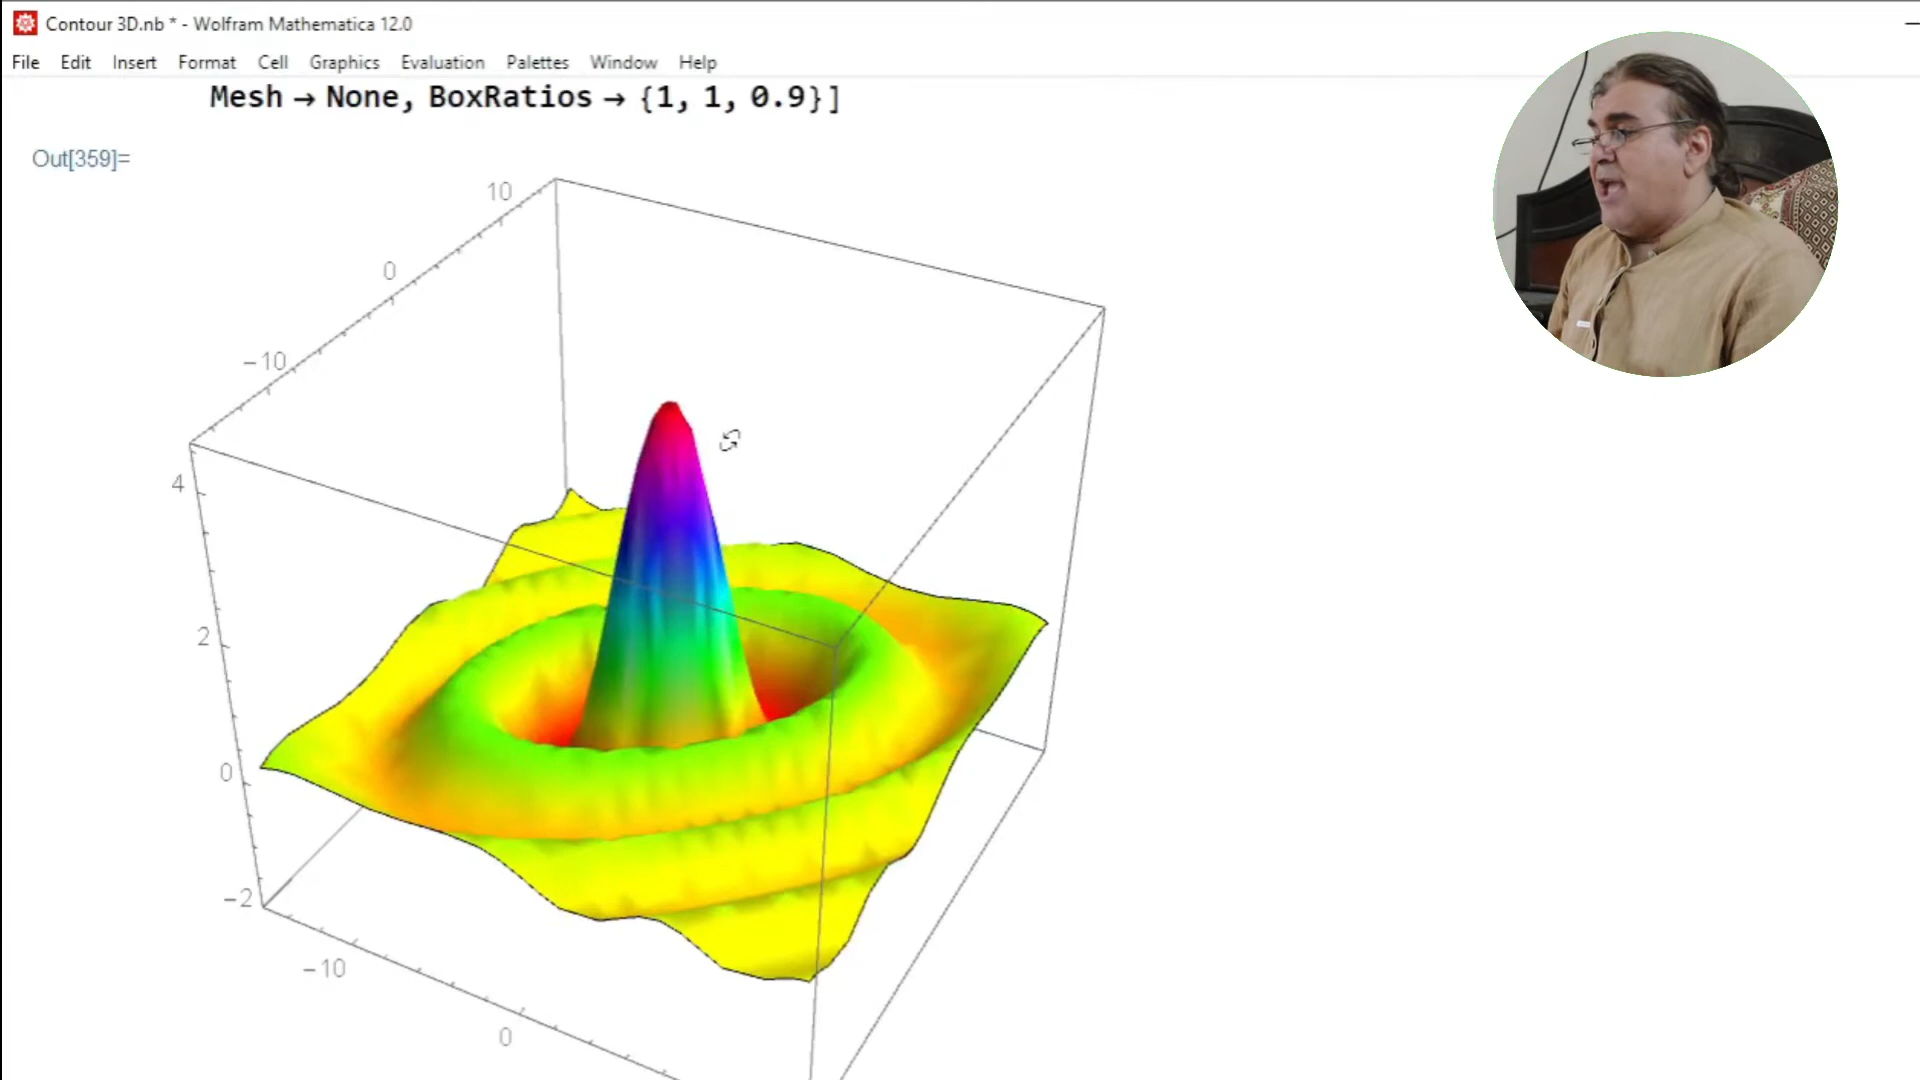 Contour 3D.nb * - Wolfram Mathematica 12.0
File Edit Insert Format Cell Graphics Evaluation Palettes Window Help
Mesh → None, BoxRatios → {1, 1, 0.9}]
Out[359]=
10
0
-10
4
2
0
-2
-10
0